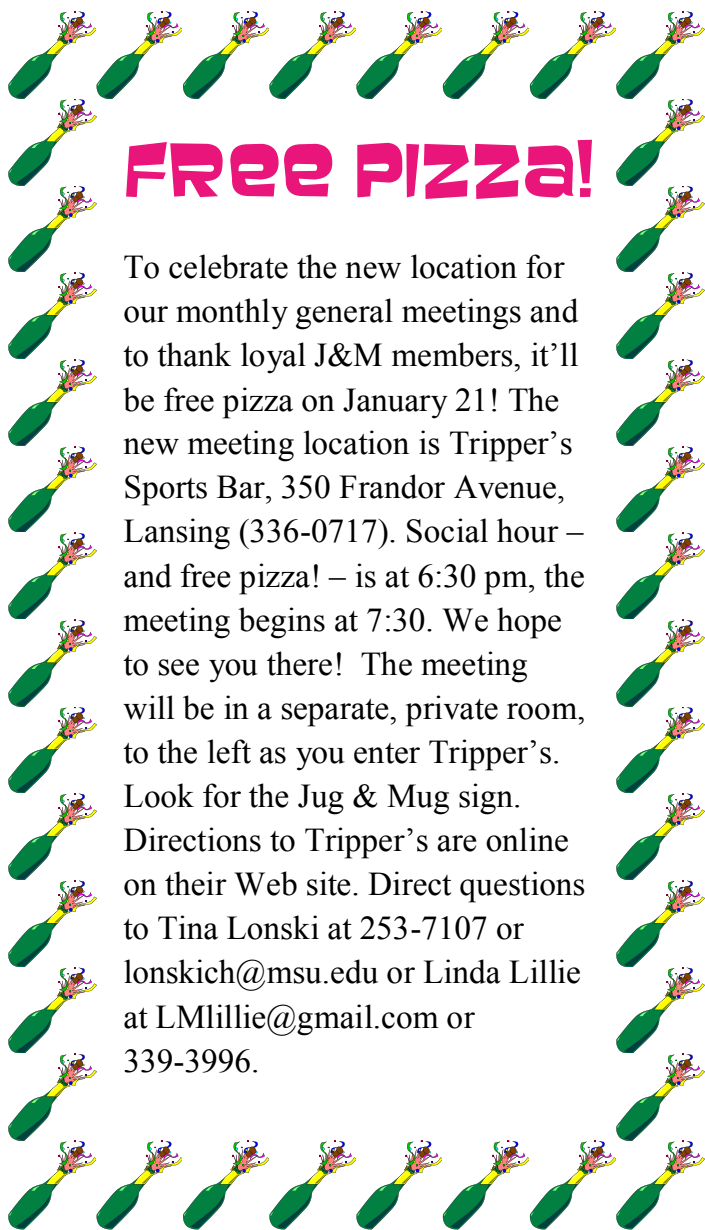 FREE PIZZA!
To celebrate the new location for
our monthly general meetings and
to thank loyal J&M members, it’ll
be free pizza on January 21! The
new meeting location is Tripper’s
Sports Bar, 350 Frandor Avenue,
Lansing (336-0717). Social hour –
and free pizza! – is at 6:30 pm, the
meeting begins at 7:30. We hope
to see you there!  The meeting
will be in a separate, private room,
to the left as you enter Tripper’s.
Look for the Jug & Mug sign.
Directions to Tripper’s are online
on their Web site. Direct questions
to Tina Lonski at 253-7107 or
lonskich@msu.edu or Linda Lillie
at LMlillie@gmail.com or
339-3996.